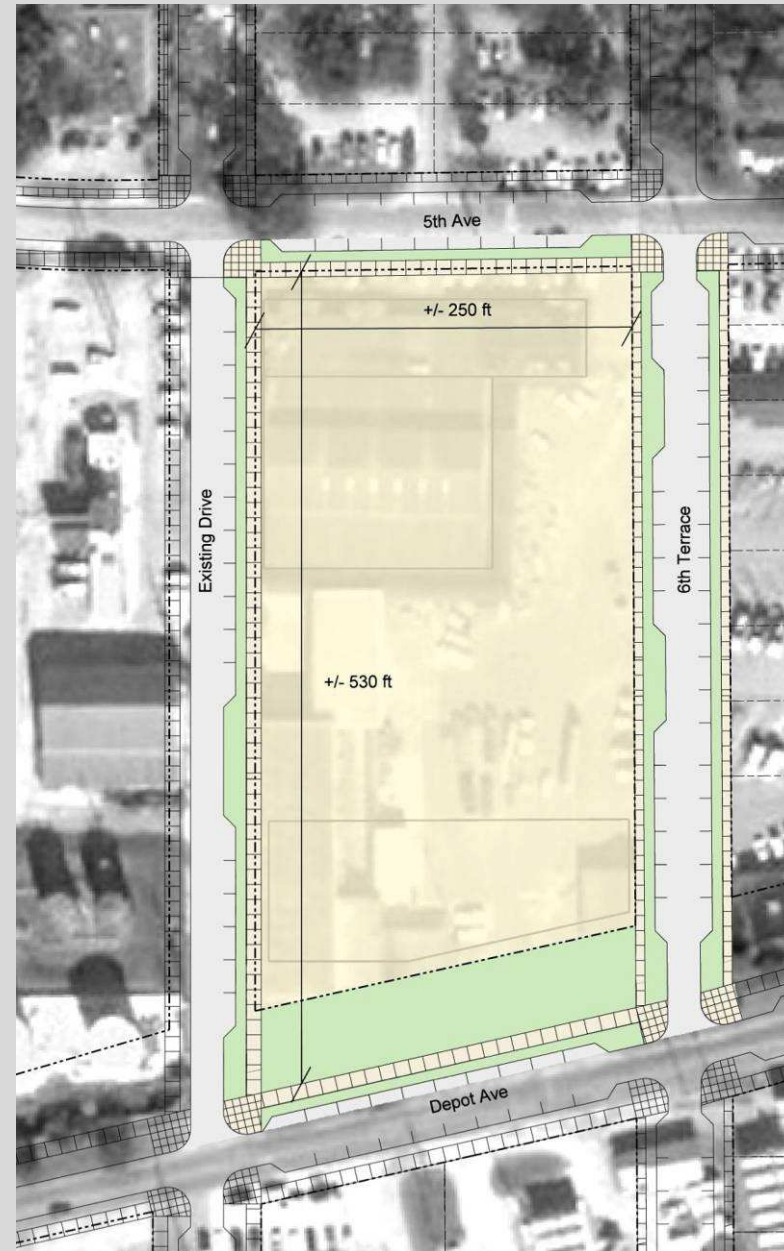 5th Ave
+/- 250 ft
Existing Drive
6th Terrace
+/- 530 ft
Depot Ave